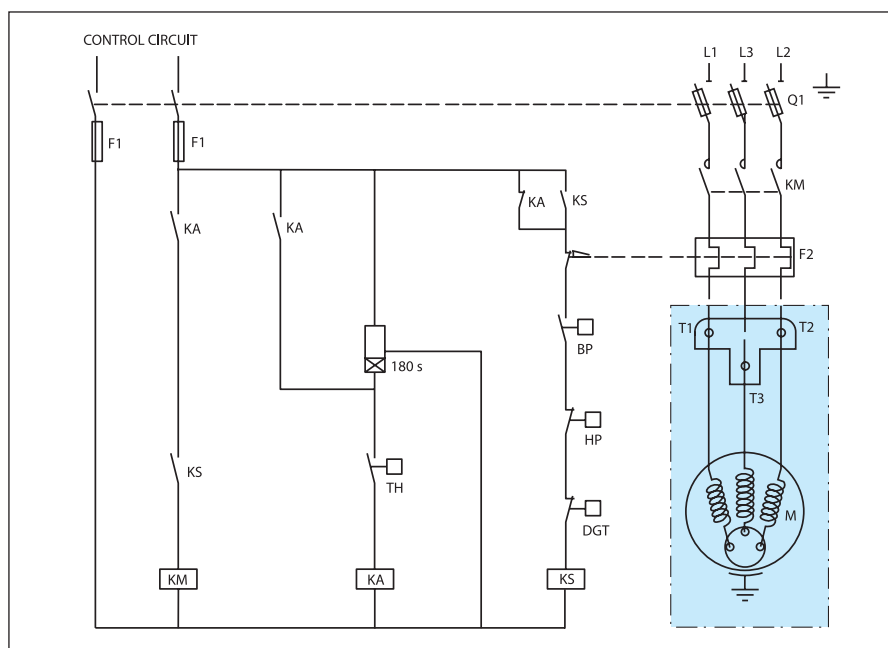 CONTROL CIRCUIT
L1 L3 L2
Q1
F1 F1
KM
KA KS
KA KA
F2
T1 T2
BP
180 s
T3
HP
KS TH
M
DGT
KM KA KS